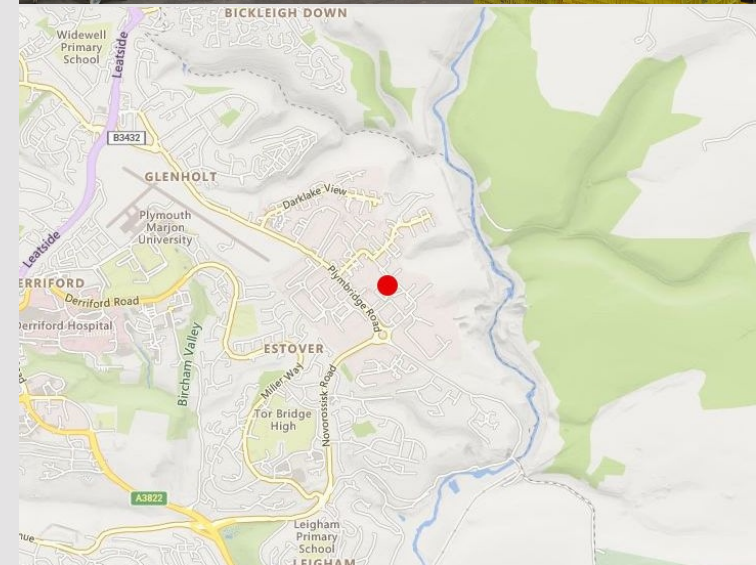 BICKLEIGH DOWN
Widewell
Primary
School
Leatside
B3432
GLENHOLT
Darklake View
Plymouth
Marjon
University
Leatside
ERRIFORD
Derriford Road
Derriford Hospital
Plymbridge Road
Bircham Valley
ESTOVER
Miller Way
Novorossisk Road
Tor Bridge
High
A3822
Leigham
Primary
School
LEIGHAM